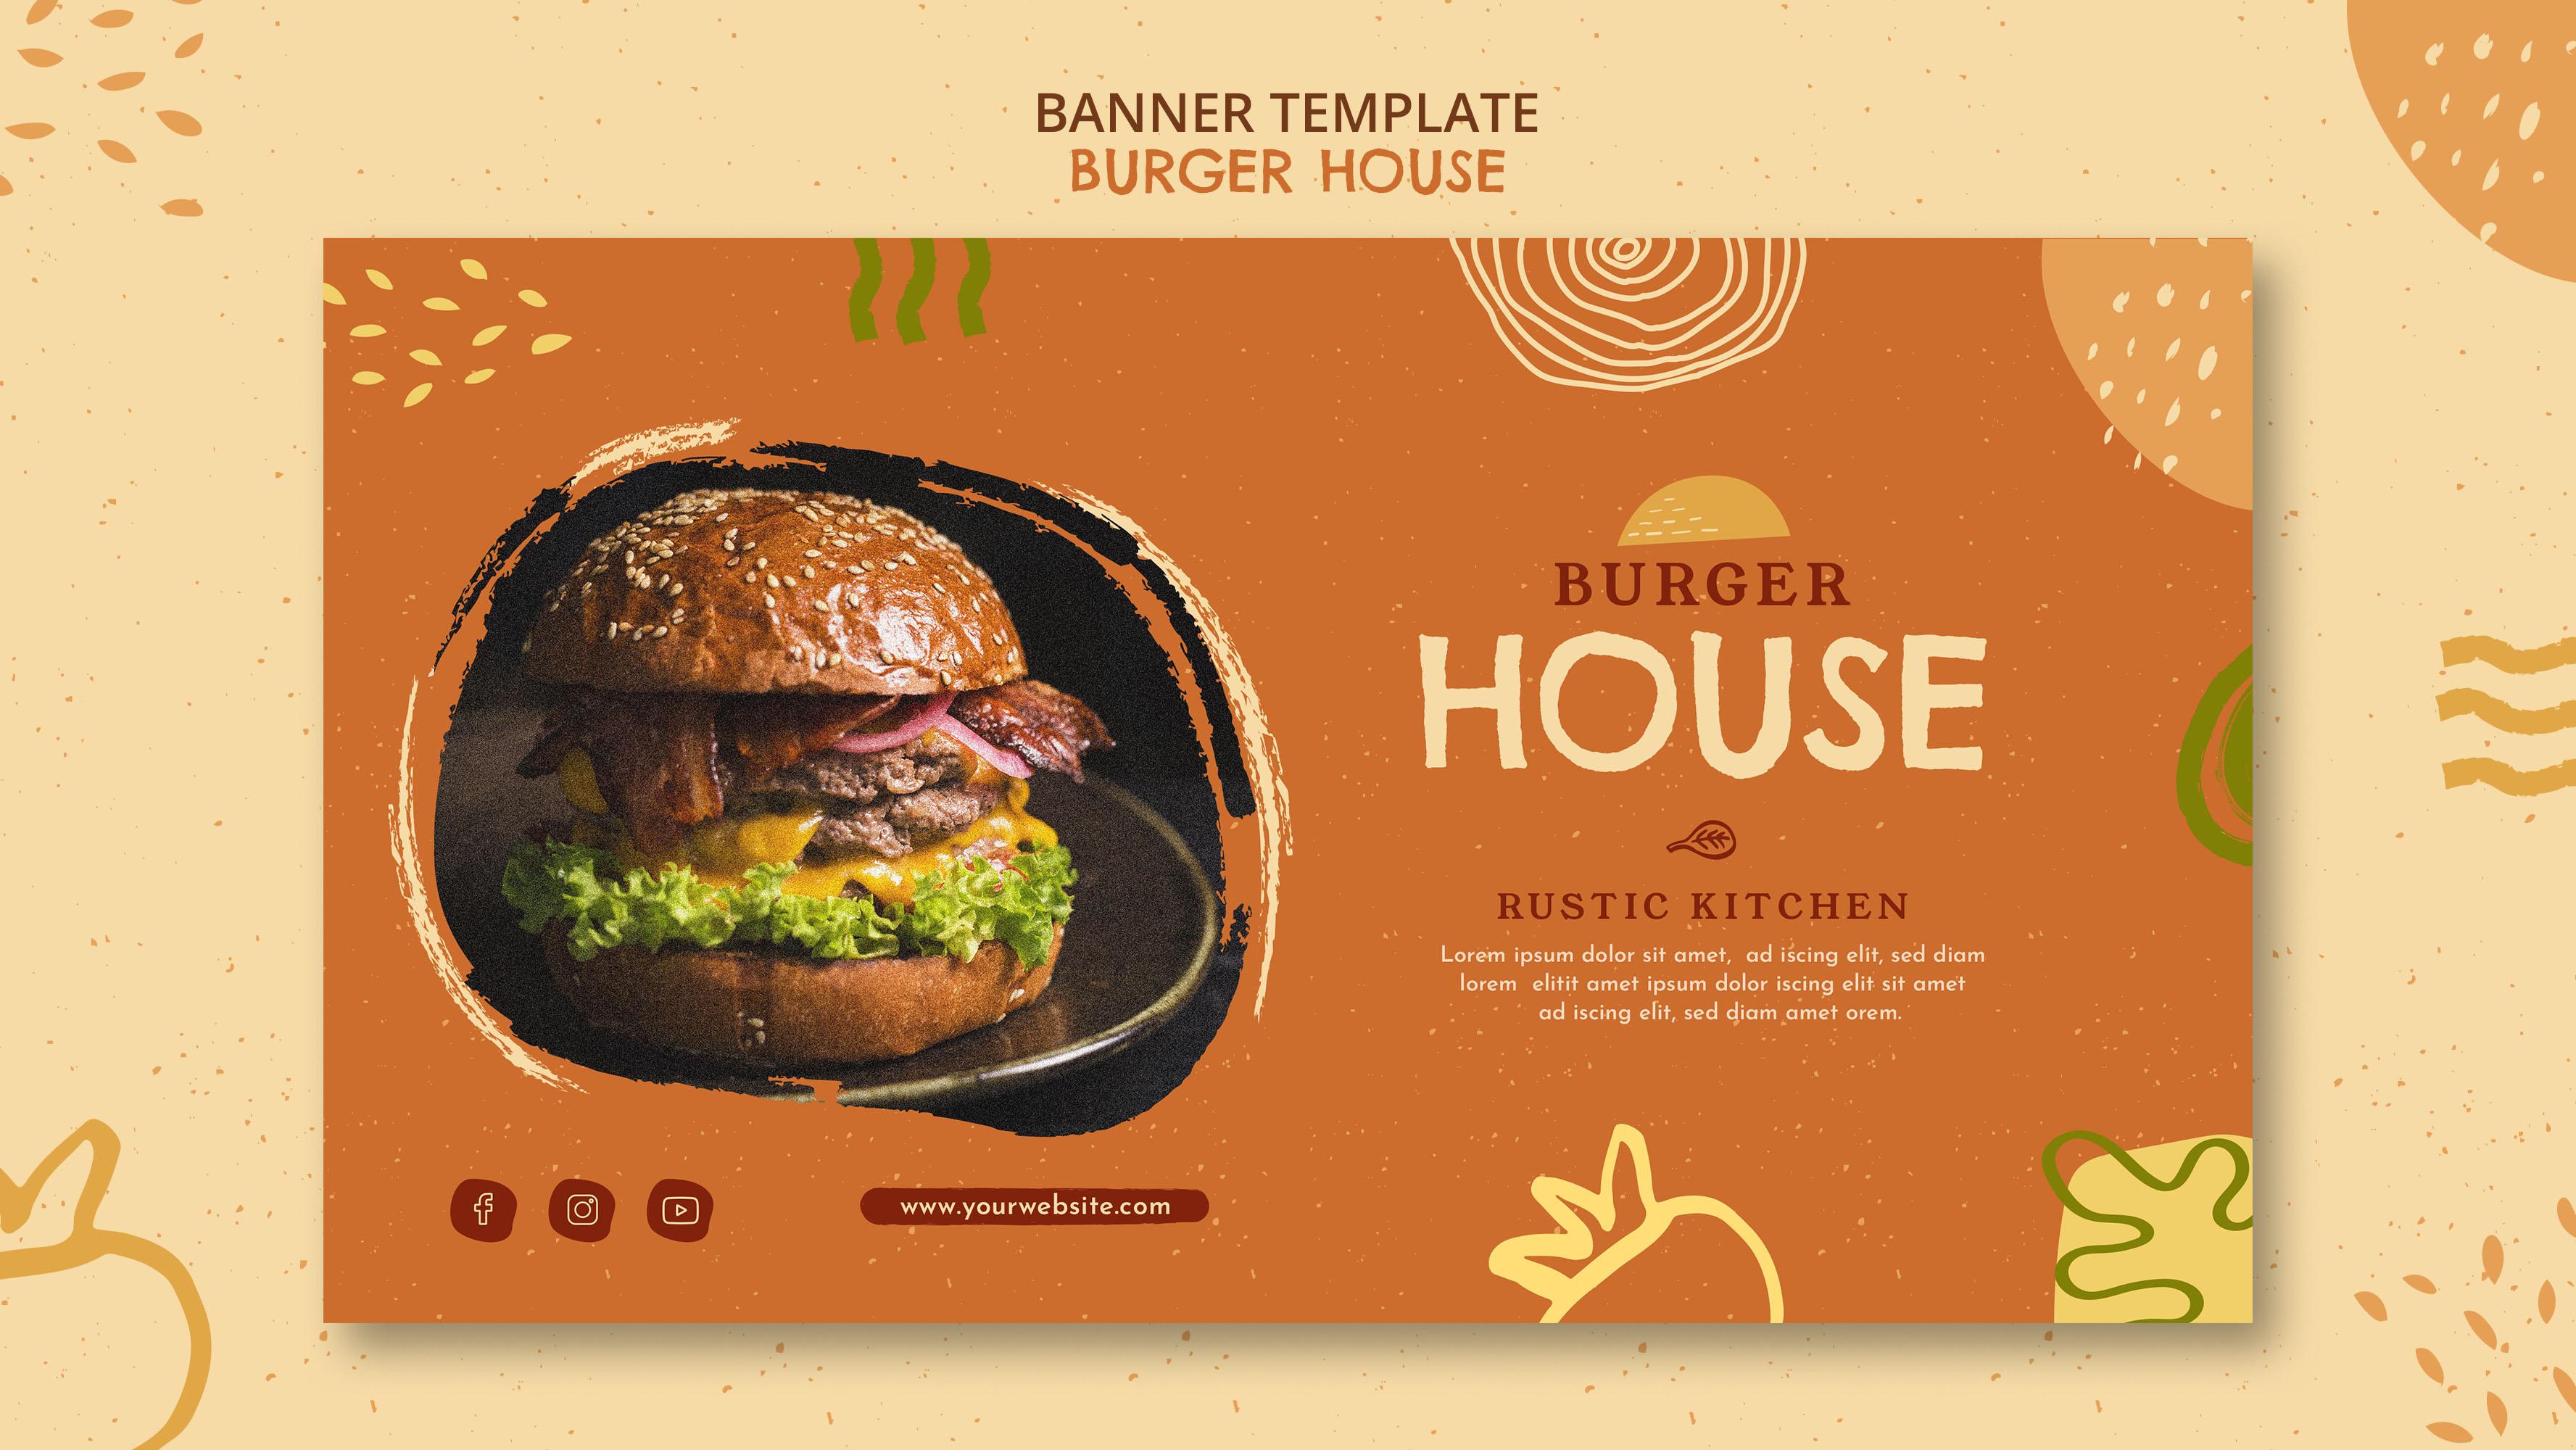 BANNER TEMPLATE
BURGER HOUSE
BURGER
HOUSE
RUSTIC KITCHEN
Lorem ipsum dolor sit amet, ad iscing elit, sed diam
lorem elitit amet ipsum dolor iscing elit sit amet
ad iscing elit, sed diam amet orem.
www.yourwebsite.com